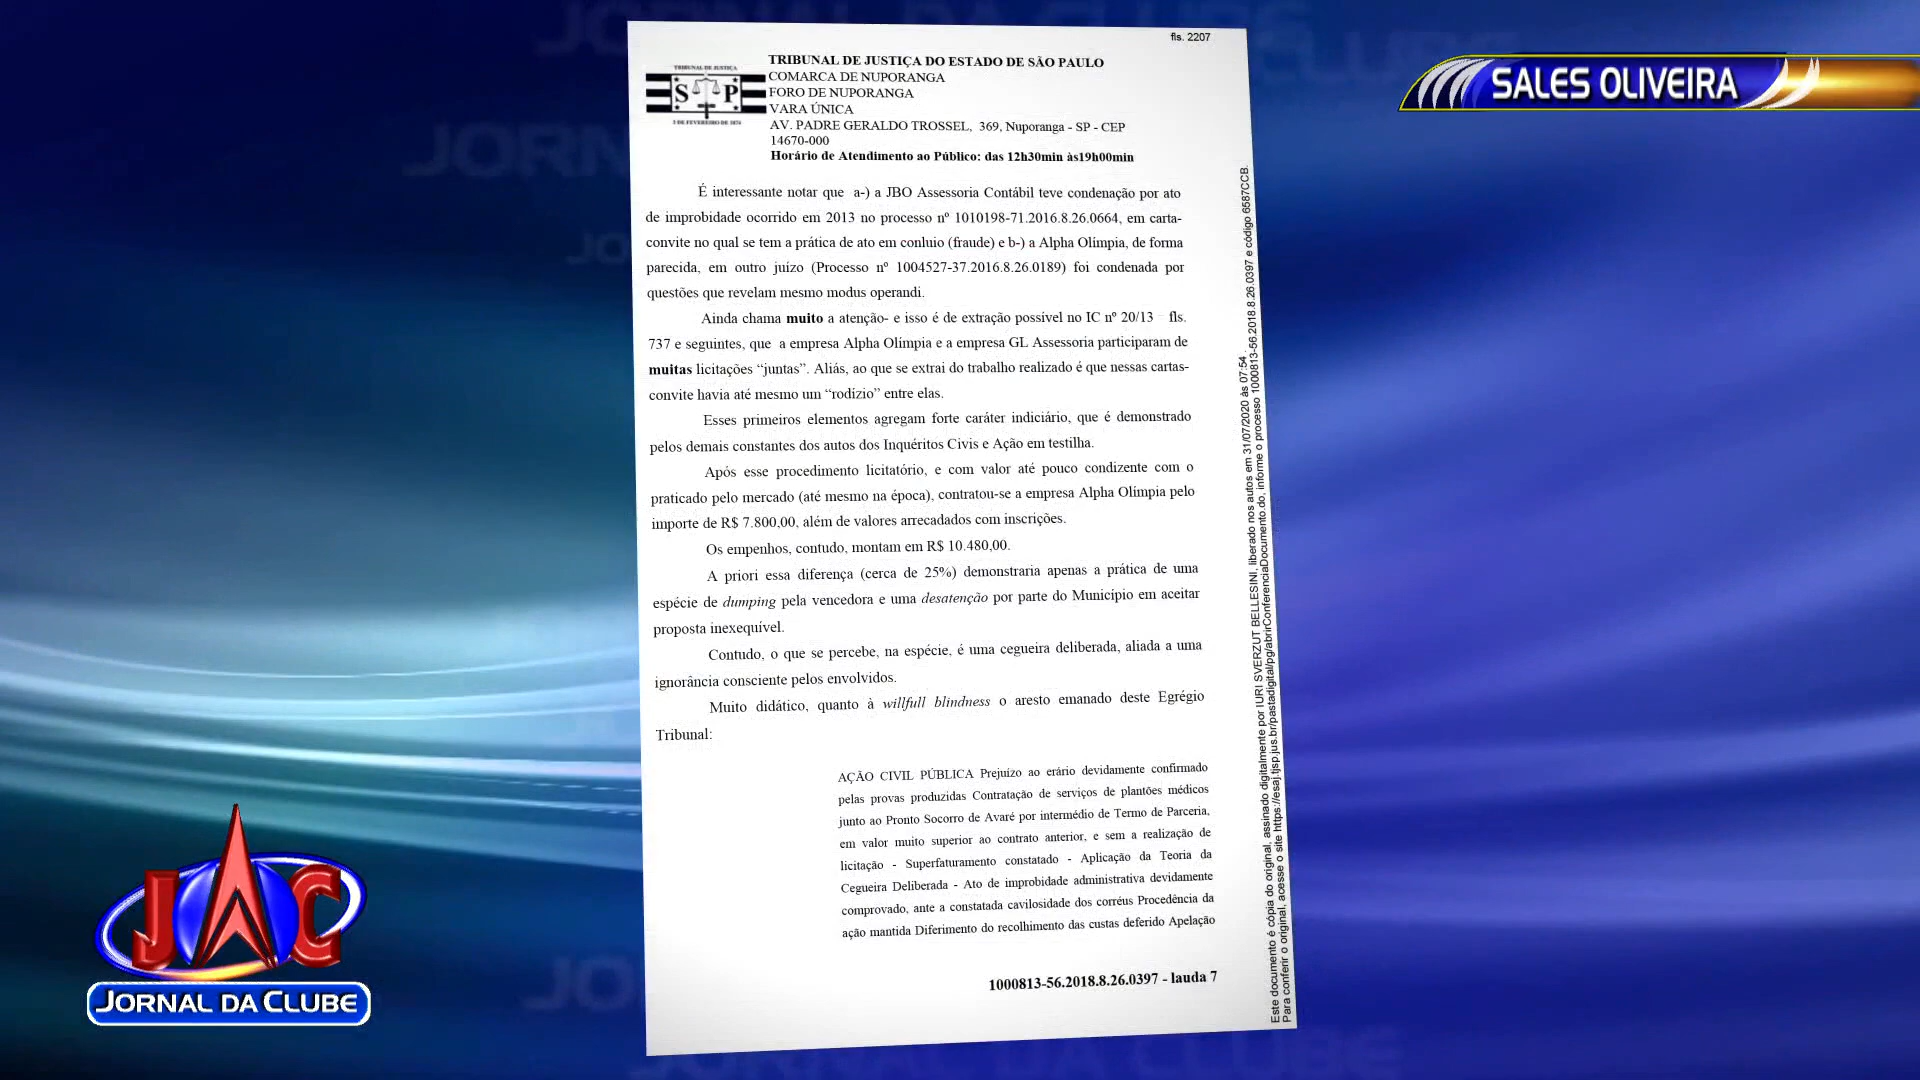 fls. 2207
TRIBUNAL DE JUSTIÇA DO ESTADO DE SÃO PAULO
COMARCA DE NUPORANGA
FORO DE NUPORANGA
VARA ÚNICA
AV. PADRE GERALDO TROSSEL, 369, Nuporanga - SP - CEP
14670-000
Horário de Atendimento ao Público: das 12h30min às19h00min
TRIBUNAL DE JUSTIÇA
S P
3 DE FEVEREIRO DE 1874
SALES OLIVEIRA
É interessante notar que a-) a JBO Assessoria Contábil teve condenação por ato
de improbidade ocorrido em 2013 no processo nº 1010198-71.2016.8.26.0664, em carta-
convite no qual se tem a prática de ato em conluio (fraude) e b-) a Alpha Olímpia, de forma
parecida, em outro juízo (Processo nº 1004527-37.2016.8.26.0189) foi condenada por
questões que revelam mesmo modus operandi.
Ainda chama muito a atenção- e isso é de extração possível no IC nº 20/13 fls.
737 e seguintes, que a empresa Alpha Olímpia e a empresa GL Assessoria participaram de
muitas licitações “juntas”. Aliás, ao que se extrai do trabalho realizado é que nessas cartas-
convite havia até mesmo um “rodízio” entre elas.
Esses primeiros elementos agregam forte caráter indiciário, que é demonstrado
pelos demais constantes dos autos dos Inquéritos Civis e Ação em testilha.
Após esse procedimento licitatório, e com valor até pouco condizente com o
praticado pelo mercado (até mesmo na época), contratou-se a empresa Alpha Olímpia pelo
importe de R$ 7.800,00, além de valores arrecadados com inscrições.
Os empenhos, contudo, montam em R$ 10.480,00.
A priori essa diferença (cerca de 25%) demonstraria apenas a prática de uma
espécie de dumping pela vencedora e uma desatenção por parte do Município em aceitar
proposta inexequível.
Contudo, o que se percebe, na espécie, é uma cegueira deliberada, aliada a uma
ignorância consciente pelos envolvidos.
Muito didático, quanto à willfull blindness o aresto emanado deste Egrégio
Tribunal:
AÇÃO CIVIL PÚBLICA Prejuízo ao erário devidamente confirmado
pelas provas produzidas Contratação de serviços de plantões médicos
junto ao Pronto Socorro de Avaré por intermédio de Termo de Parceria,
em valor muito superior ao contrato anterior, e sem a realização de
licitação - Superfaturamento constatado - Aplicação da Teoria da
Cegueira Deliberada - Ato de improbidade administrativa devidamente
comprovado, ante a constatada cavilosidade dos corréus Procedência da
ação mantida Diferimento do recolhimento das custas deferido Apelação
1000813-56.2018.8.26.0397 - lauda 7
Este documento é cópia do original, assinado digitalmente por IURI SVERZUT BELLESINI, liberado nos autos em 31/07/2020 às 07:54 .
Para conferir o original, acesse o site https://esaj.tjsp.jus.br/pastadigital/pg/abrirConferenciaDocumento.do, informe o processo 1000813-56.2018.8.26.0397 e código 6587CCB.
JAC
JORNAL DA CLUBE
JORNAL DA CLUBE
JORNAL DA CLUBE